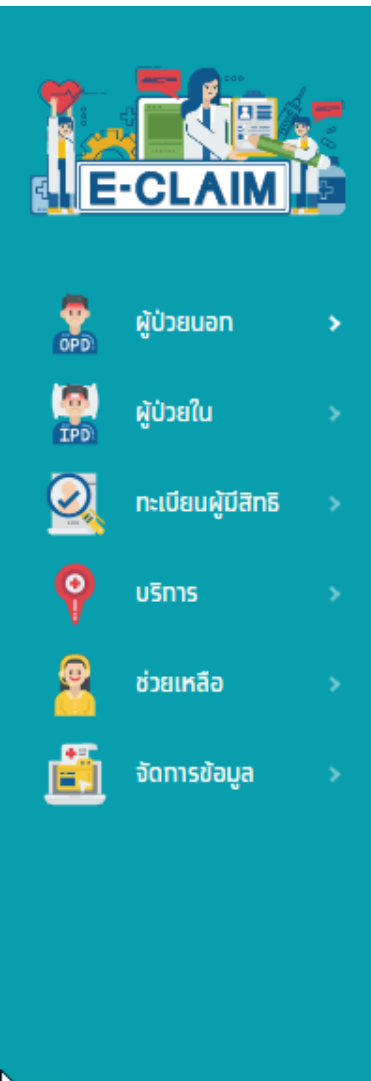 E-CLAIM
OPD
ผู้ป่วยนอก
IPD
ผู้ป่วยใน
ทะเบียนผู้มีสิทธิ
บริการ
ช่วยเหลือ
จัดการข้อมูล